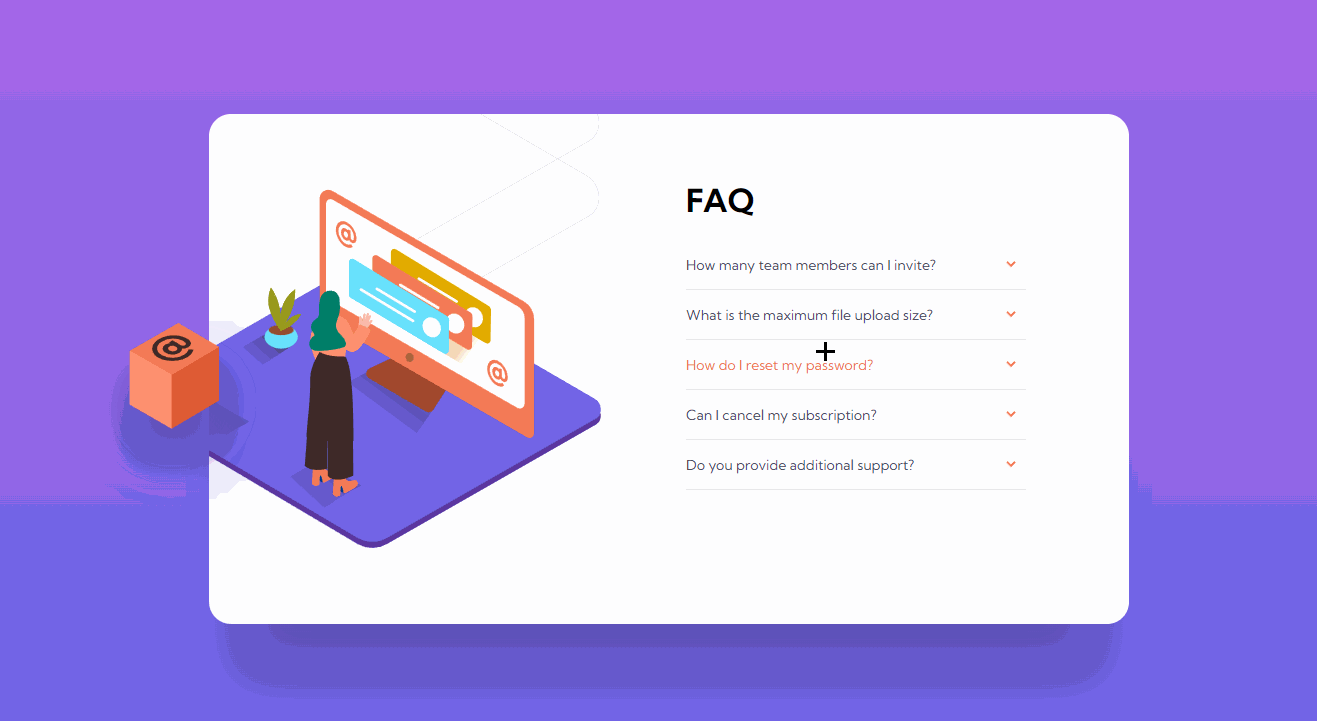 FAQ
How many team members can I invite?
What is the maximum file upload size?
How do I reset my password?
Can I cancel my subscription?
Do you provide additional support?
@
@
@